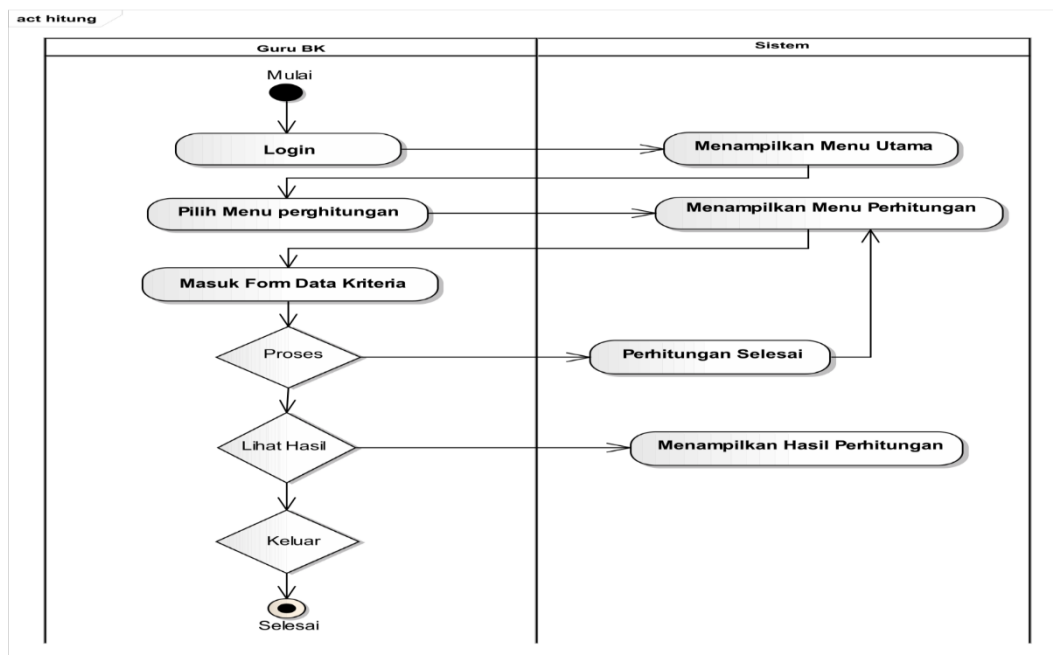 act hitung
Guru BK
Sistem
Mulai
Login
Menampilkan Menu Utama
Pilih Menu perghitungan
Menampilkan Menu Perhitungan
Masuk Form Data Kriteria
Proses
Perhitungan Selesai
Lihat Hasil
Menampilkan Hasil Perhitungan
Keluar
Selesai